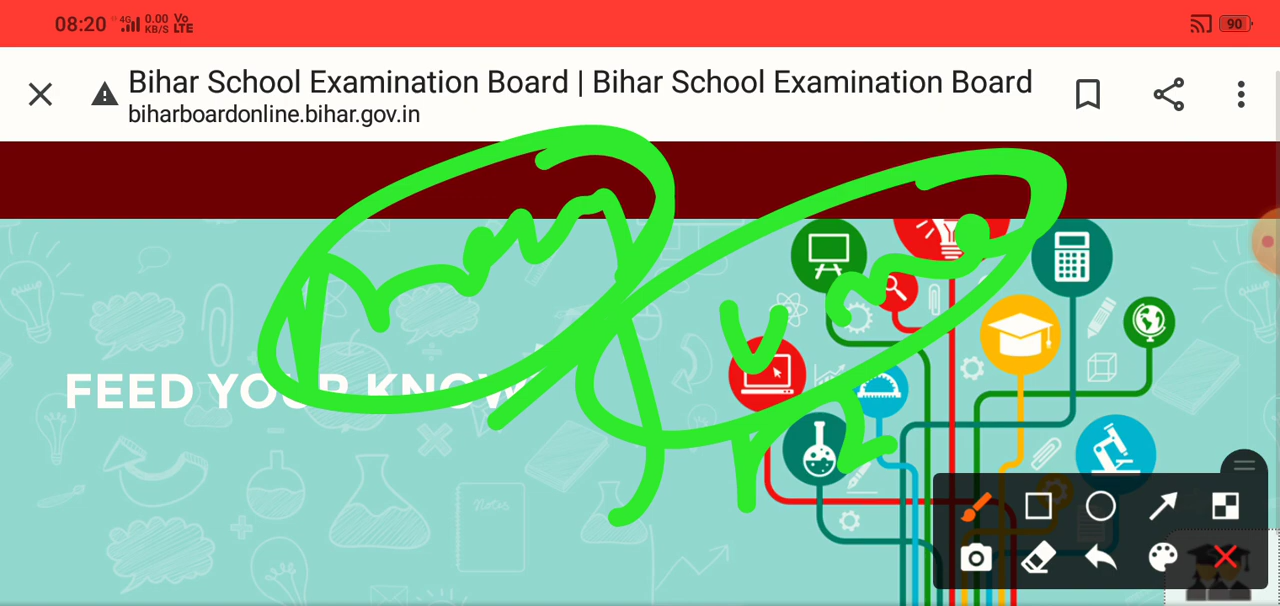 08:20 4G 0.00 KB/S Vo LTE 90
Bihar School Examination Board | Bihar School Examination Board
biharboardonline.bihar.gov.in
FEED YOUR KNOW
Notes